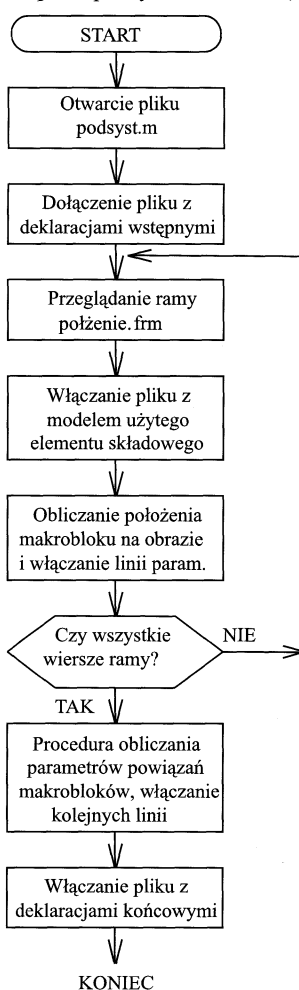 START
Otwarcie pliku
podsyst.m
Dołączenie pliku z
deklaracjami wstępnymi
Przeglądanie ramy
połżenie.frm
Włączanie pliku z
modelem użytego
elementu składowego
Obliczanie położenia
makrobloku na obrazie
i włączanie linii param.
Czy wszystkie
wiersze ramy?
NIE
TAK
Procedura obliczania
parametrów powiązań
makrobloków, włączanie
kolejnych linii
Włączanie pliku z
deklaracjami końcowymi
KONIEC